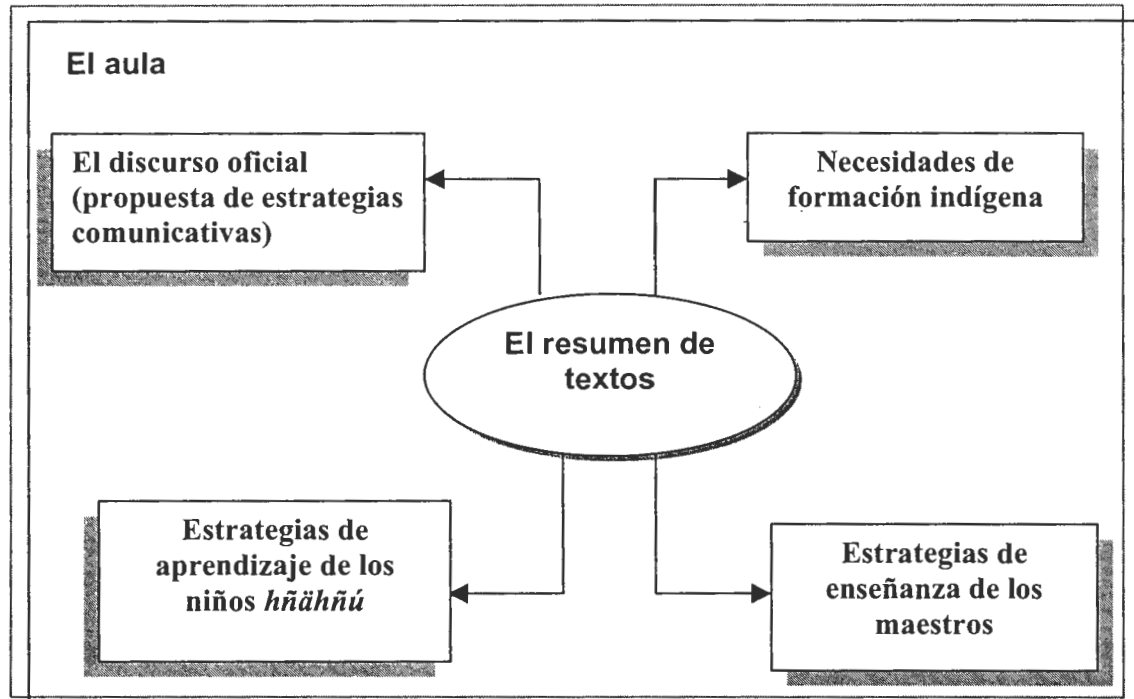 El aula
El discurso oficial
(propuesta de estrategias
comunicativas)
Necesidades de
formación indígena
El resumen de
textos
Estrategias de
aprendizaje de los
niños hñähñú
Estrategias de
enseñanza de los
maestros